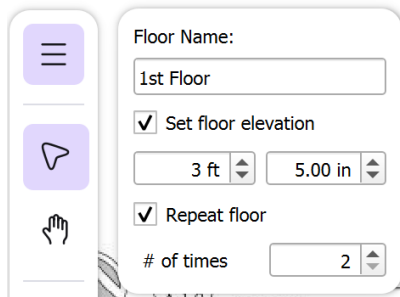 Floor Name:
1st Floor
Set floor elevation
3 ft 5.00 in
Repeat floor
# of times 2